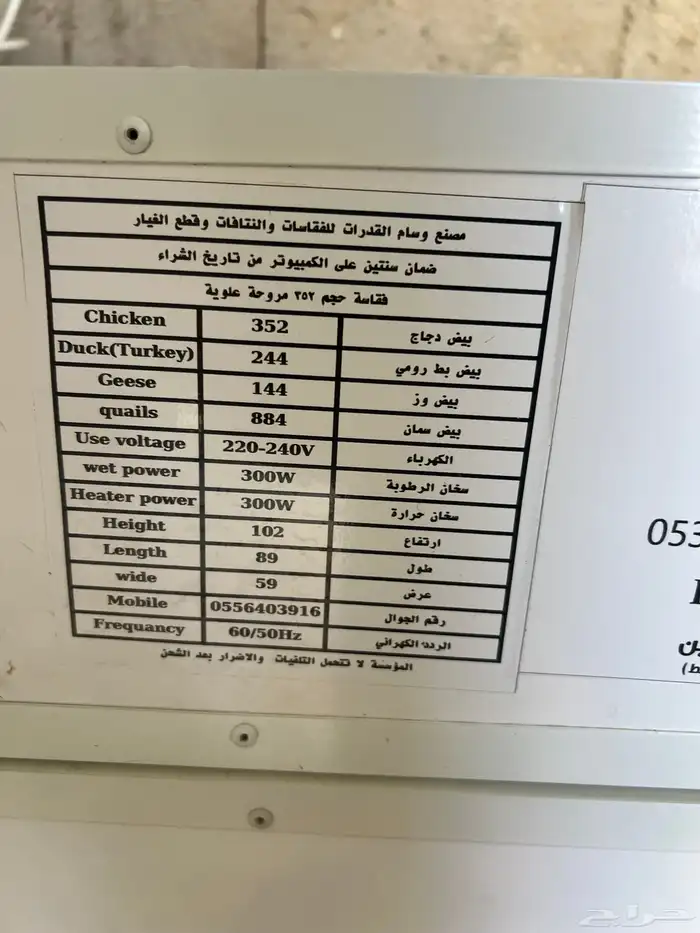 مصنع وسام القدرات للفقاسات والنتافات وقطع الغيار
ضمان سنتين على الكمبيوتر من تاريخ الشراء
فقاسة حجم ٣٥٢ مروحة علوية
Chicken 352 بيض دجاج
Duck(Turkey) 244 بيض بط رومي
Geese 144 بيض وز
quails 884 بيض سمان
Use voltage 220-240V الكهرباء
wet power 300W سخان الرطوبة
Heater power 300W سخان حرارة
Height 102 ارتفاع
Length 89 طول
wide 59 عرض
Mobile 0556403916 رقم الجوال
Frequancy 60/50Hz الردد الكهرائي
المؤسسة لا تتحمل التلفيات والاضرار بعد الشحن
053
حراج